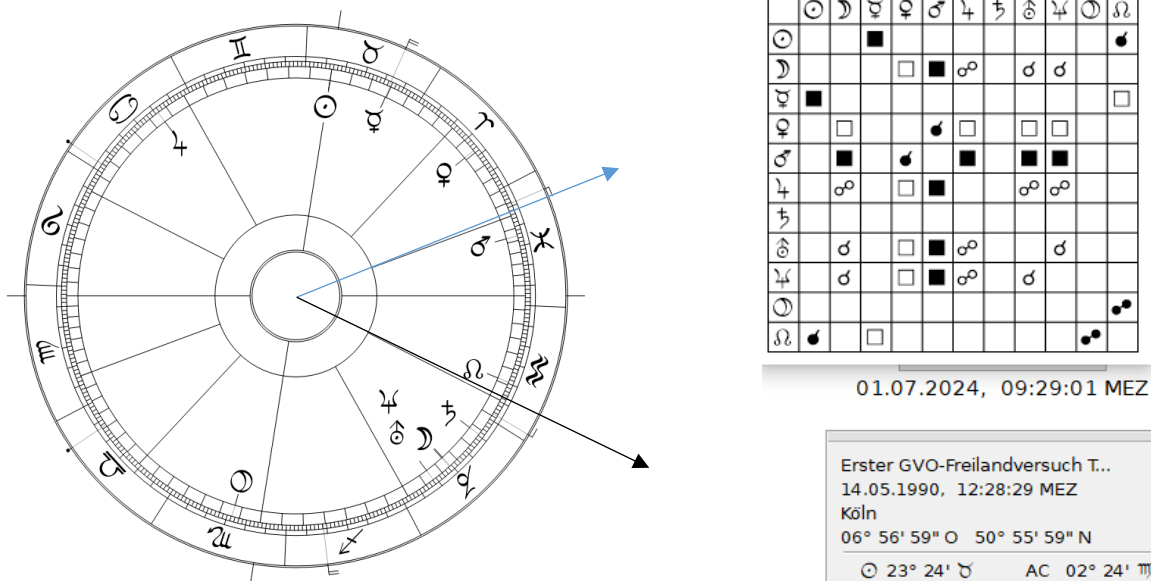 01.07.2024, 09:29:01 MEZ
Erster GVO-Freilandversuch T...
14.05.1990, 12:28:29 MEZ
Köln
06° 56' 59" O 50° 55' 59" N
☉ 23° 24' ♉ AC 02° 24' ♍